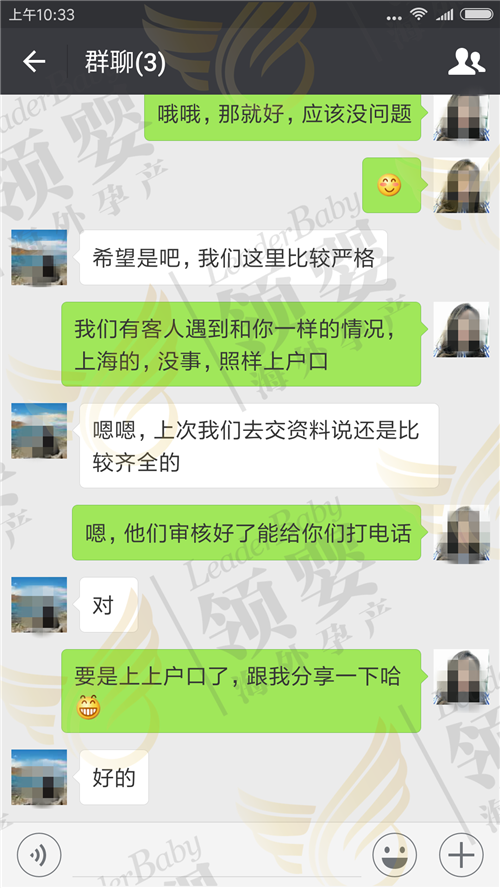 上午10:33
群聊(3)
哦哦，那就好，应该没问题
希望是吧，我们这里比较严格
我们有客人遇到和你一样的情况，
上海的，没事，照样上户口
嗯嗯，上次我们去交资料说还是比
较齐全的
嗯，他们审核好了能给你们打电话
对
要是上上户口了，跟我分享一下哈
好的
LeaderBaby
领婴
海外孕产